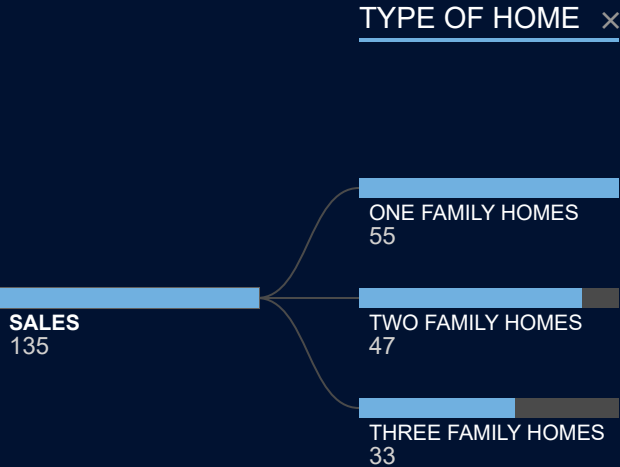 TYPE OF HOME ×
ONE FAMILY HOMES
55
SALES
135
TWO FAMILY HOMES
47
THREE FAMILY HOMES
33